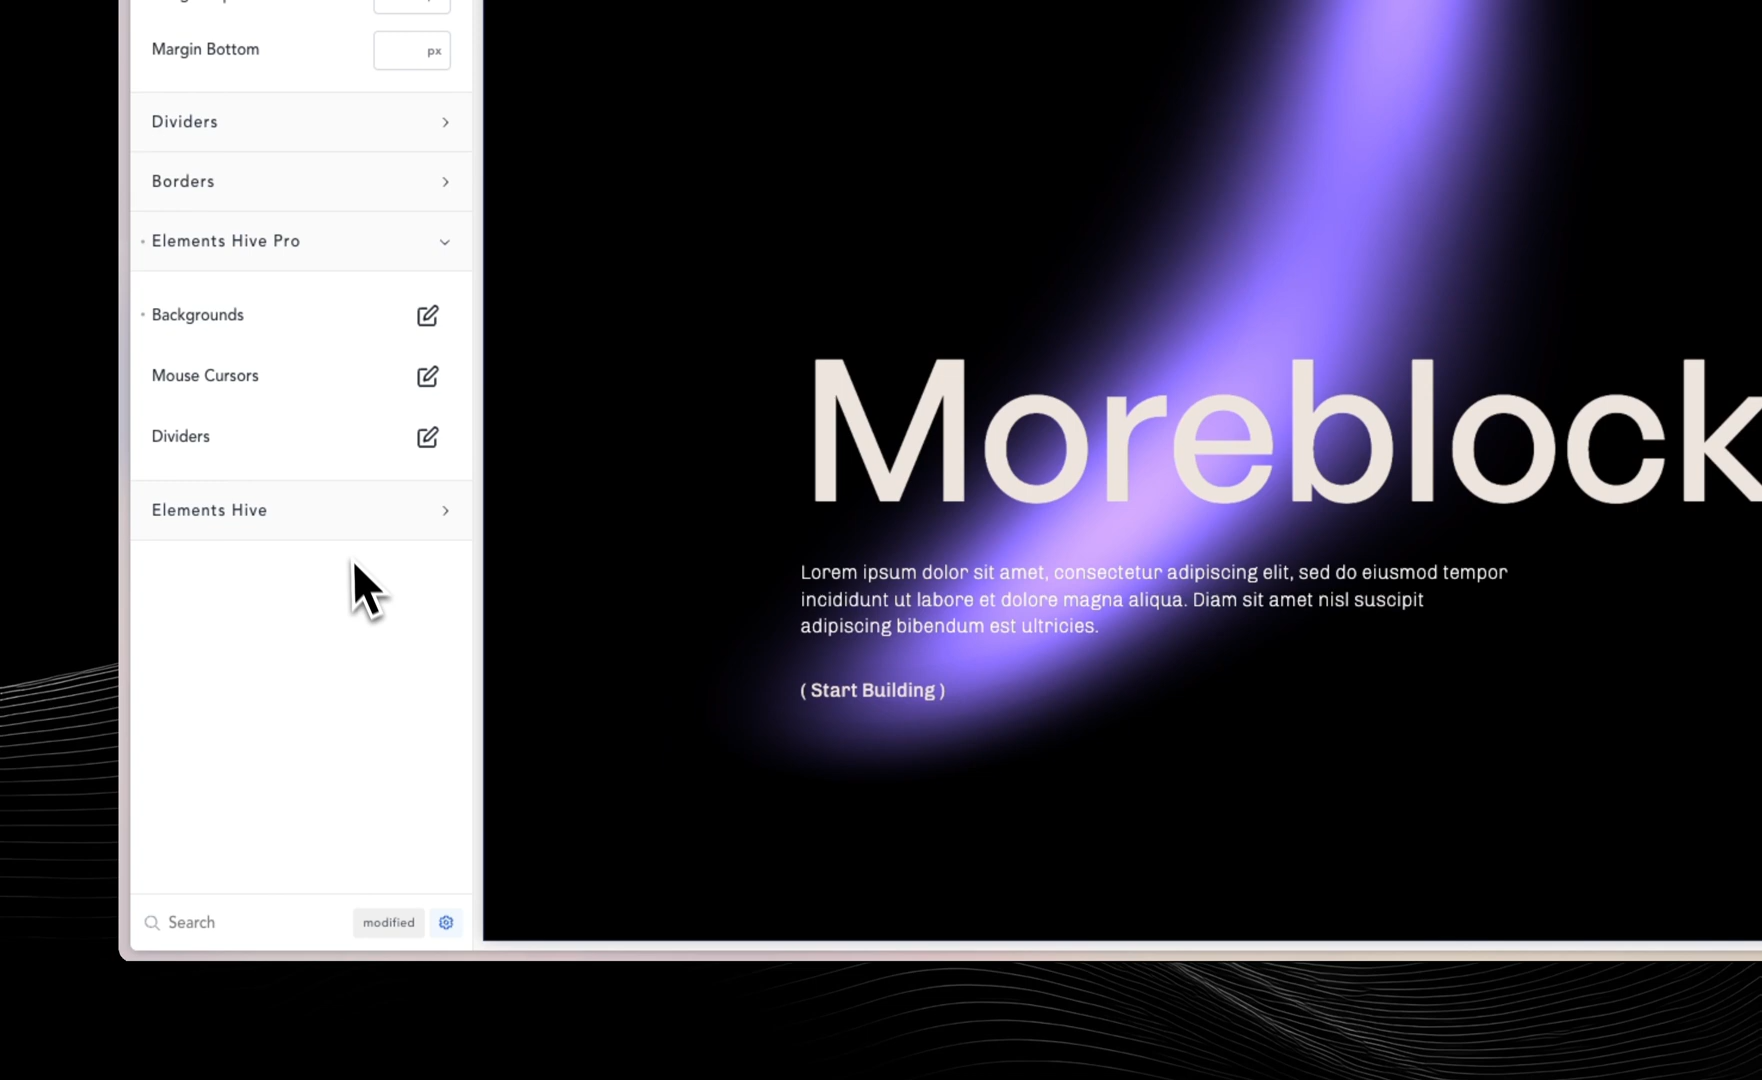 Margin Bottom
px
Dividers
Borders
Elements Hive Pro
Backgrounds
Mouse Cursors
Dividers
Elements Hive
Search
modified
Moreblock
Lorem ipsum dolor sit amet, consectetur adipiscing elit, sed do eiusmod tempor
incididunt ut labore et dolore magna aliqua. Diam sit amet nisl suscipit
adipiscing bibendum est ultricies.
( Start Building )